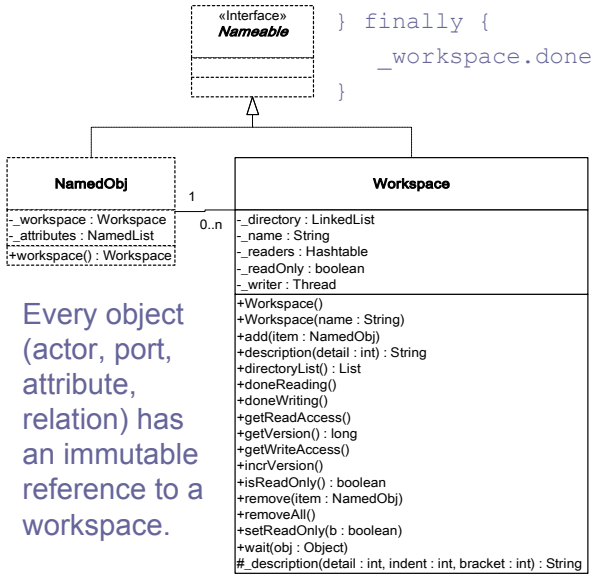 «Interface»
Nameable
} finally {
_workspace.done
}
NamedObj
-_workspace : Workspace
-_attributes : NamedList
+workspace() : Workspace
1
0..n
Workspace
-_directory : LinkedList
-_name : String
-_readers : Hashtable
-_readOnly : boolean
-_writer : Thread
+Workspace()
+Workspace(name : String)
+add(item : NamedObj)
+description(detail : int) : String
+directoryList() : List
+doneReading()
+doneWriting()
+getReadAccess()
+getVersion() : long
+getWriteAccess()
+incrVersion()
+isReadOnly() : boolean
+remove(item : NamedObj)
+removeAll()
+setReadOnly(b : boolean)
+wait(obj : Object)
#_description(detail : int, indent : int, bracket : int) : String
Every object
(actor, port,
attribute,
relation) has
an immutable
reference to a
workspace.